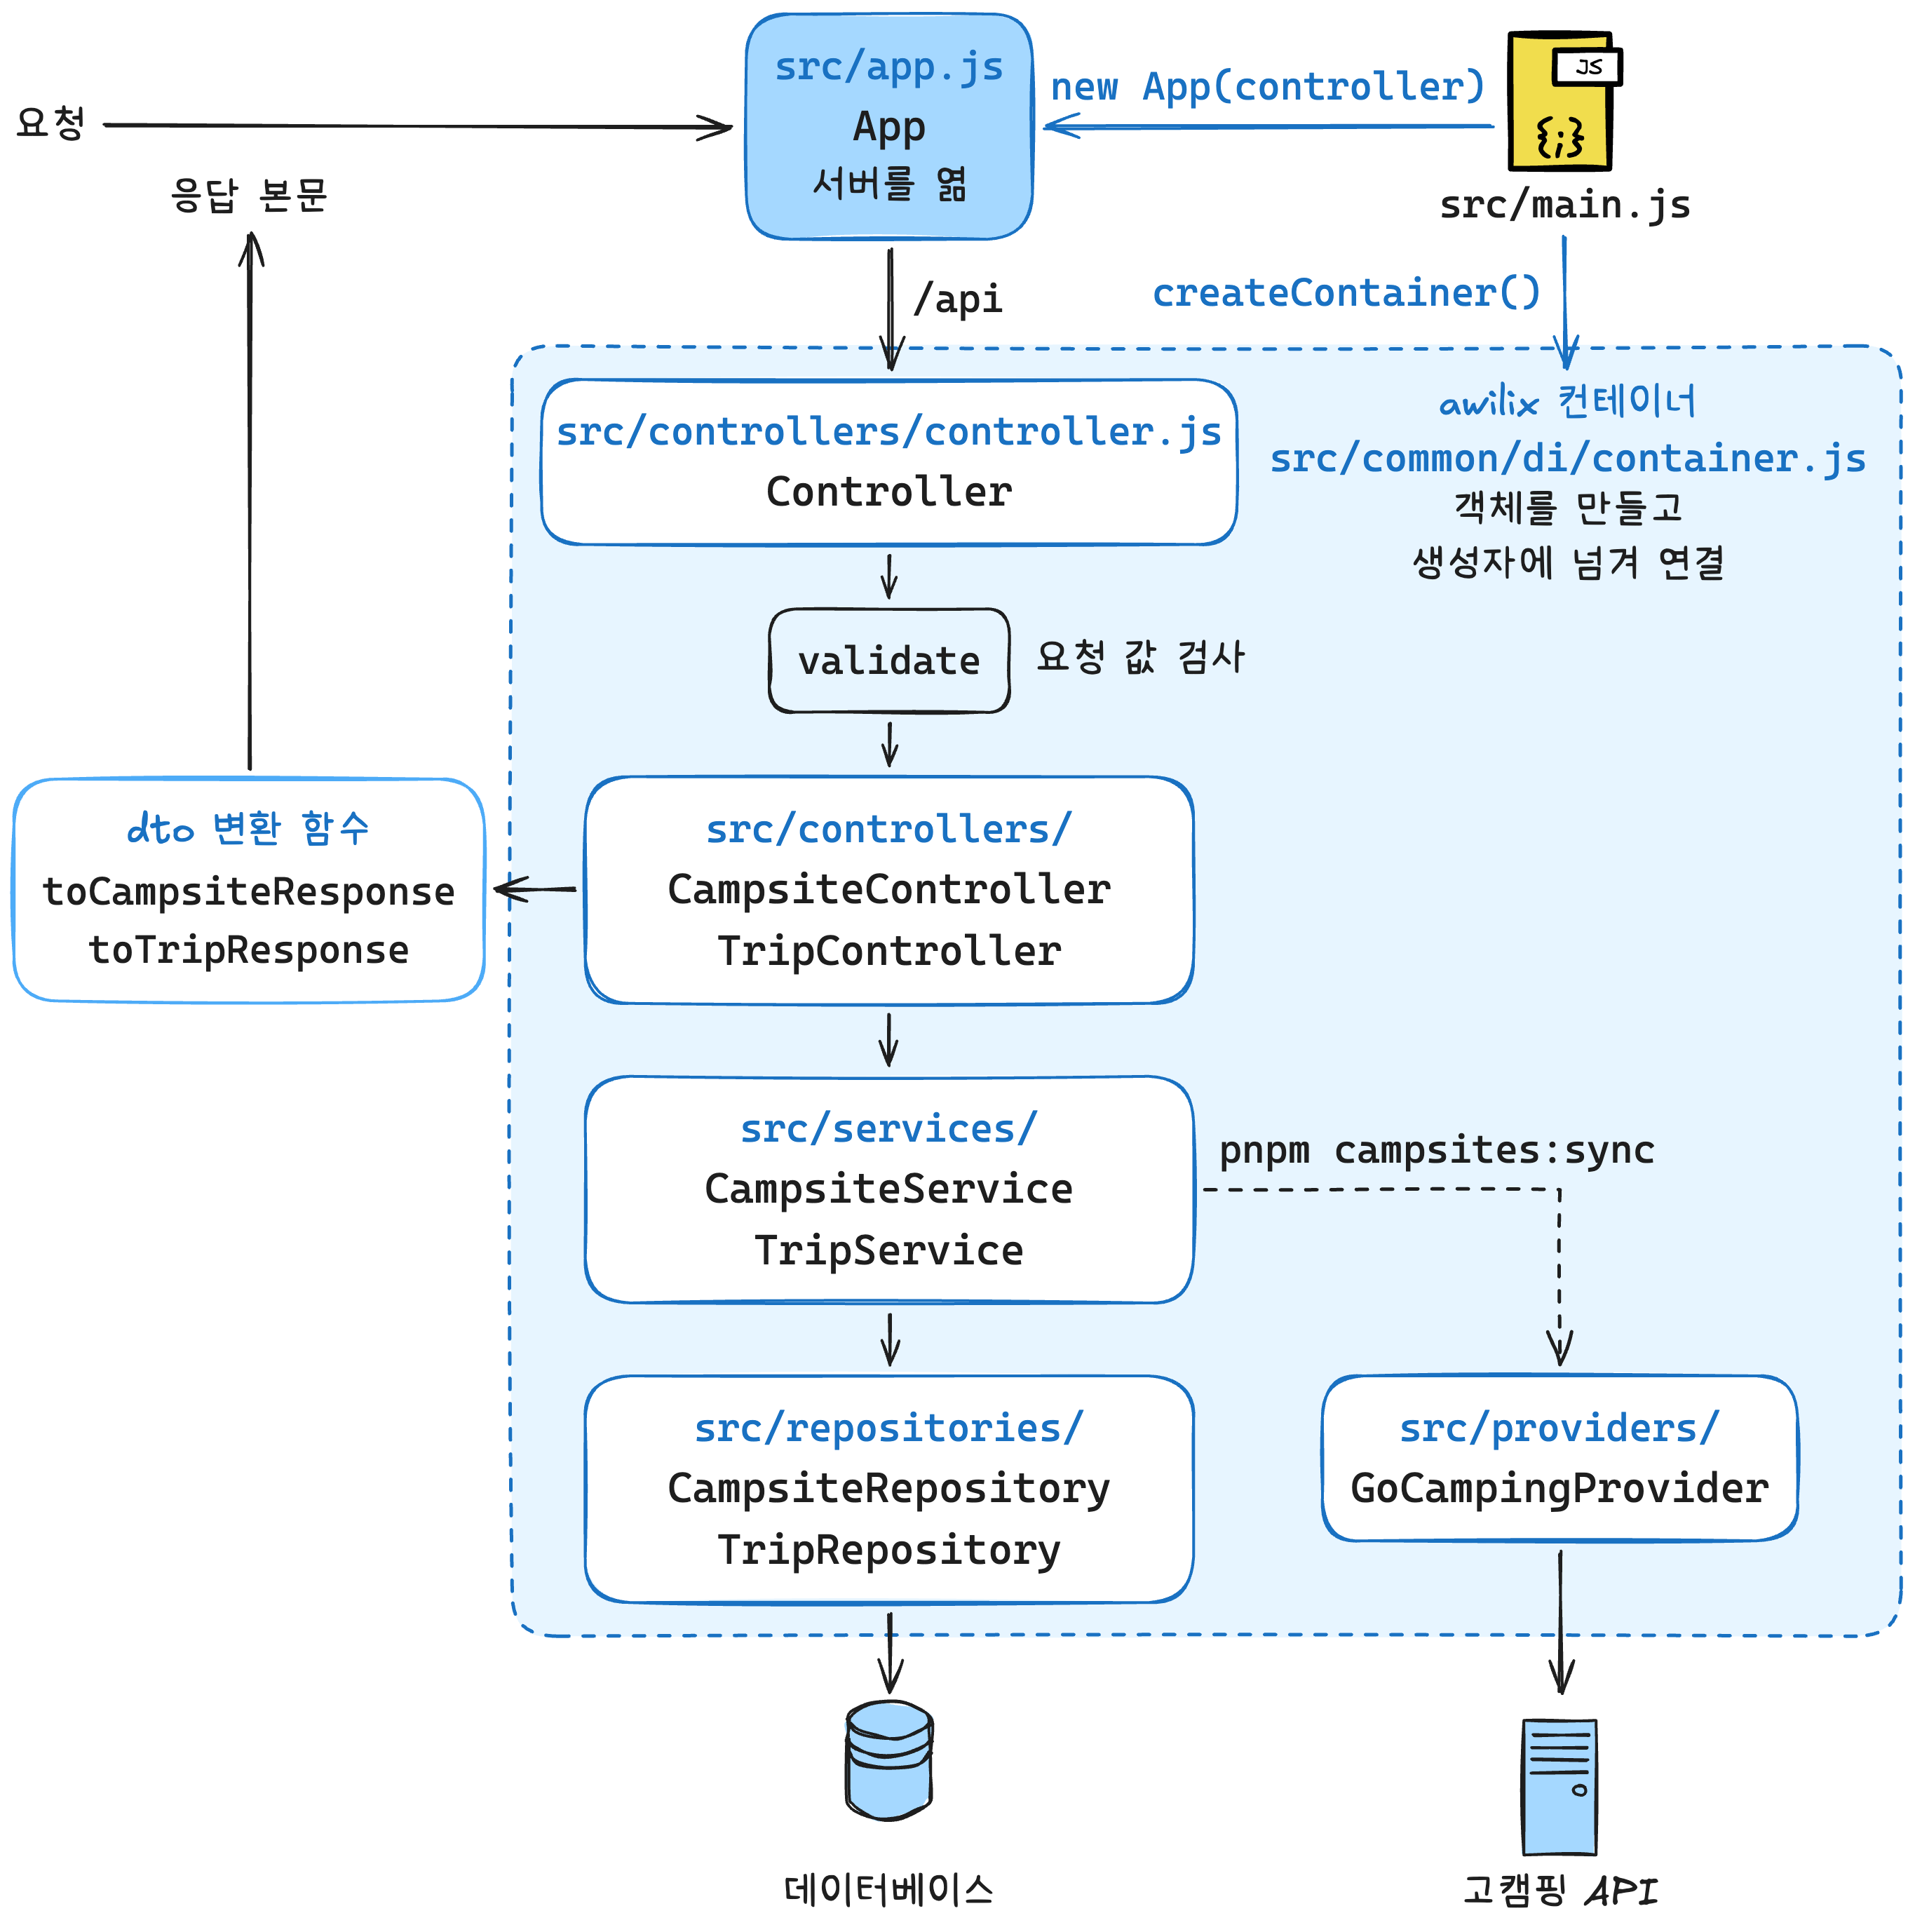 src/app.js
App
서버를 엶
new App(controller)
JS
{;}
src/main.js
요청
응답 본문
/api
createContainer()
src/controllers/controller.js
Controller
awilix 컨테이너
src/common/di/container.js
객체를 만들고
생성자에 넘겨 연결
validate
요청 값 검사
dto 변환 함수
toCampsiteResponse
toTripResponse
src/controllers/
CampsiteController
TripController
src/services/
CampsiteService
TripService
pnpm campsites:sync
src/repositories/
CampsiteRepository
TripRepository
src/providers/
GoCampingProvider
데이터베이스
고캠핑 API